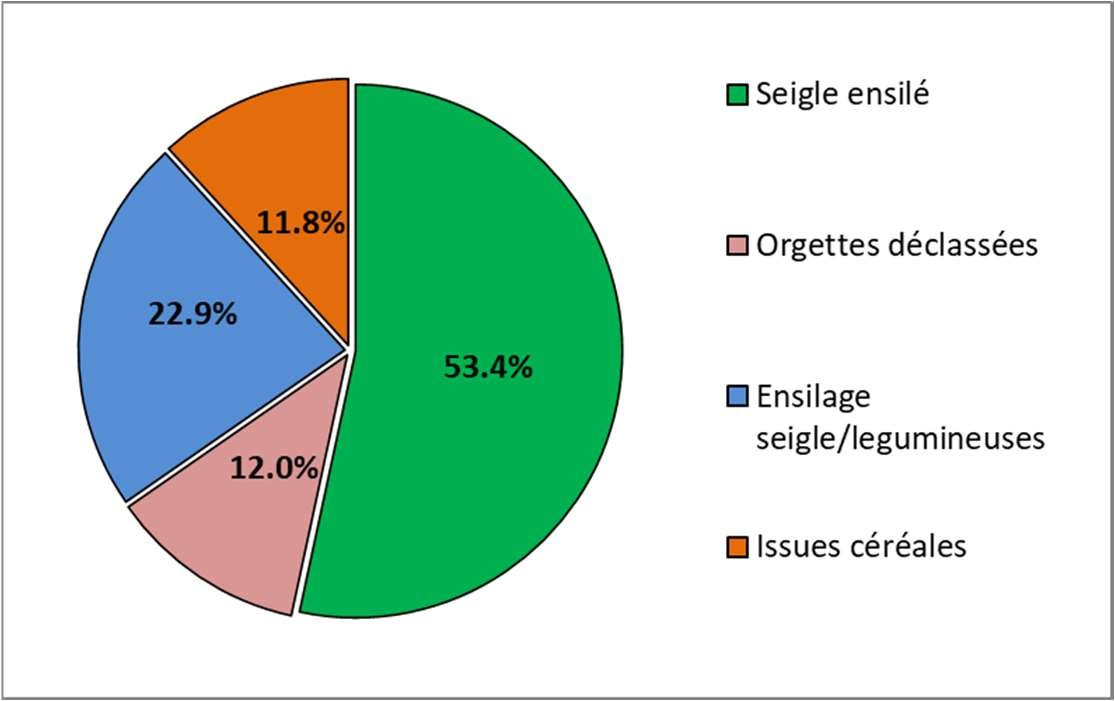 Seigle ensilé
11.8%
Orgettes déclassées
22.9%
53.4%
Ensilage
seigle/legumineuses
12.0%
Issues céréales